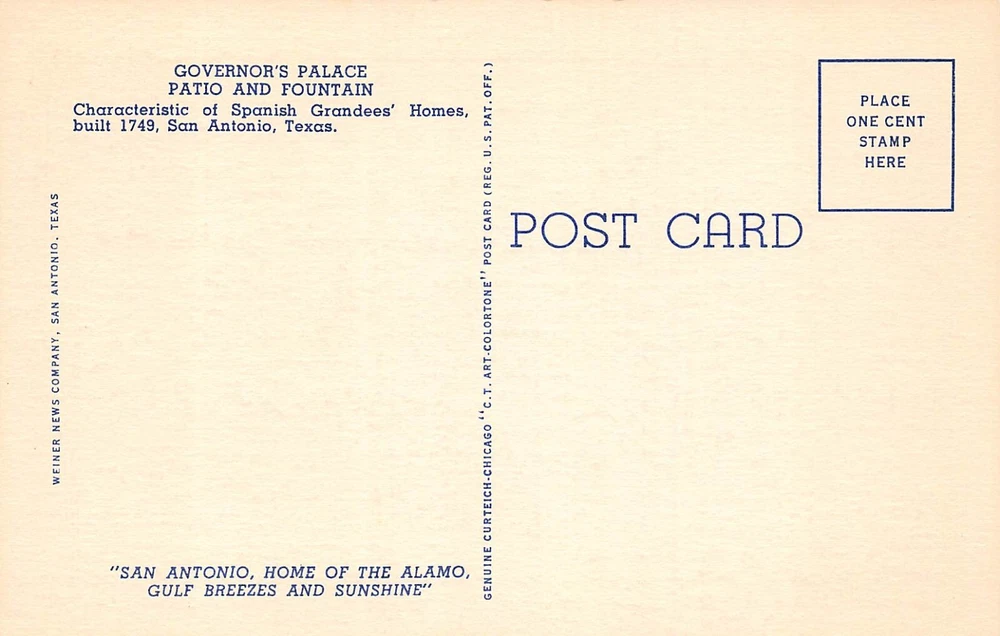 GOVERNOR'S PALACE
PATIO AND FOUNTAIN
Characteristic of Spanish Grandees' Homes,
built 1749, San Antonio, Texas.
WEINER NEWS COMPANY, SAN ANTONIO, TEXAS
"SAN ANTONIO, HOME OF THE ALAMO,
GULF BREEZES AND SUNSHINE"
GENUINE CURTEICH-CHICAGO "C.T. ART-COLORTONE" POST CARD (REG. U.S. PAT. OFF.)
POST CARD
PLACE
ONE CENT
STAMP
HERE